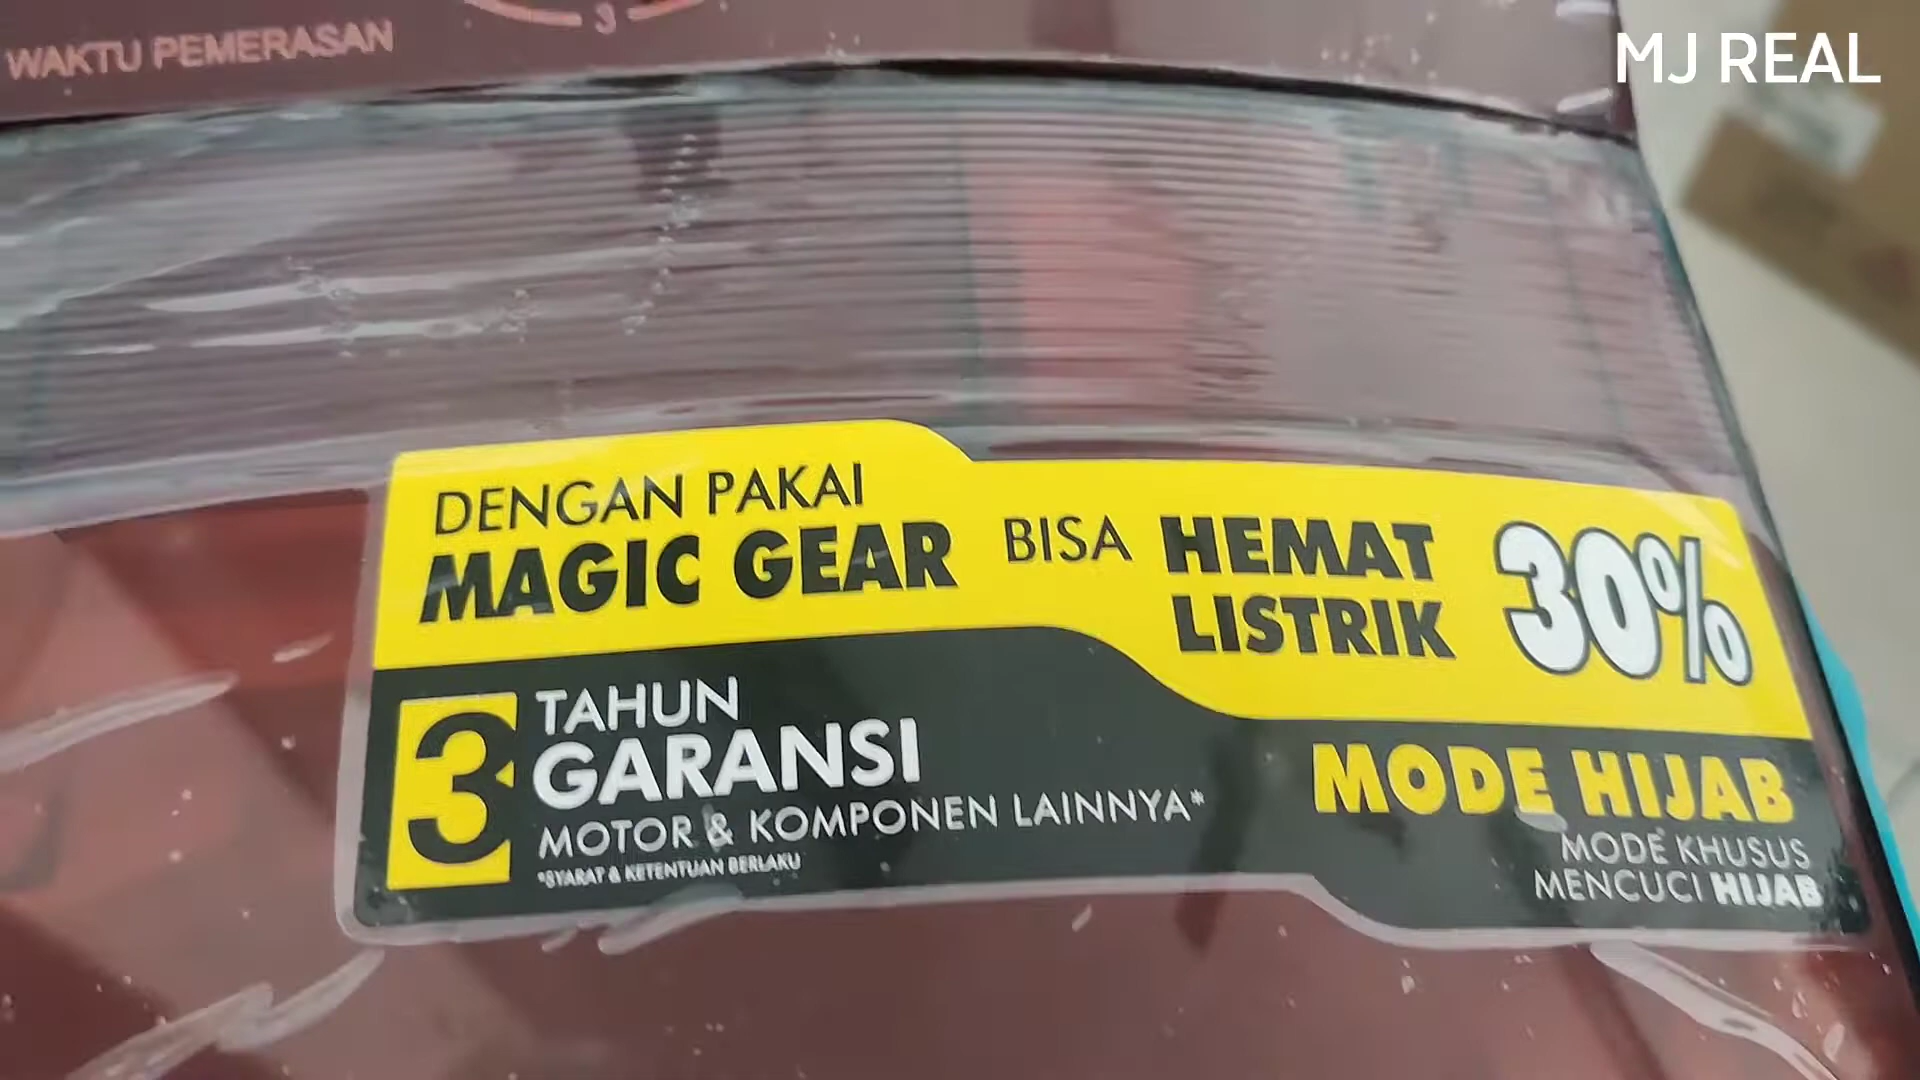 MJ REAL
3
WAKTU PEMERASAN
DENGAN PAKAI
MAGIC GEAR
BISA HEMAT
LISTRIK
30%
3 TAHUN
GARANSI
MOTOR & KOMPONEN LAINNYA*
*SYARAT & KETENTUAN BERLAKU
MODE HIJAB
MODE KHUSUS
MENCUCI HIJAB